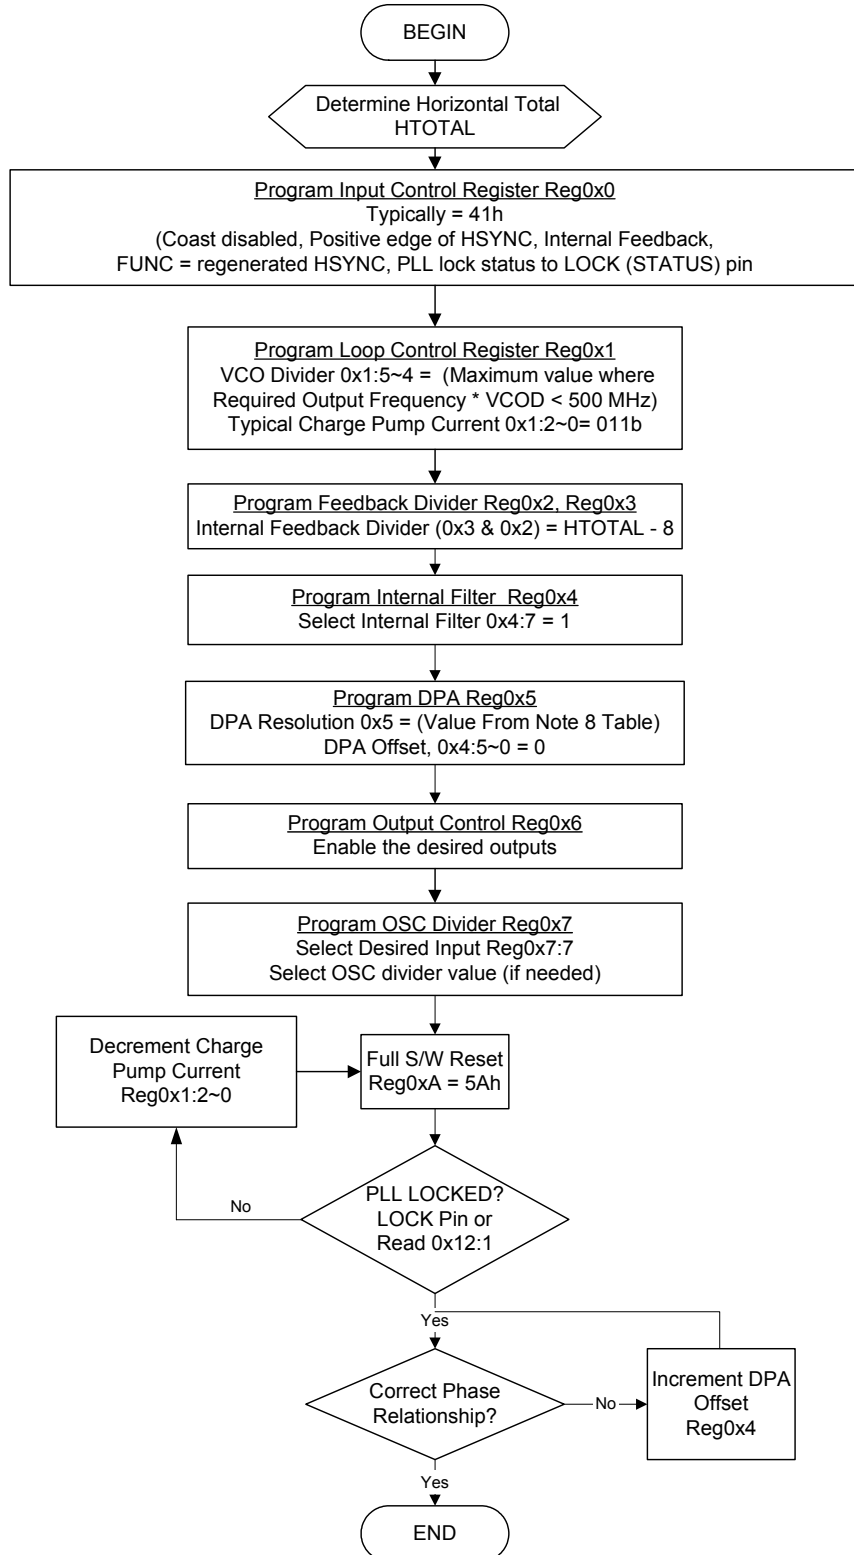 BEGIN
Determine Horizontal Total
HTOTAL
Program Input Control Register Reg0x0
Typically = 41h
(Coast disabled, Positive edge of HSYNC, Internal Feedback,
FUNC = regenerated HSYNC, PLL lock status to LOCK (STATUS) pin
Program Loop Control Register Reg0x1
VCO Divider 0x1:5~4 = (Maximum value where
Required Output Frequency * VCOD < 500 MHz)
Typical Charge Pump Current 0x1:2~0= 011b
Program Feedback Divider Reg0x2, Reg0x3
Internal Feedback Divider (0x3 & 0x2) = HTOTAL - 8
Program Internal Filter Reg0x4
Select Internal Filter 0x4:7 = 1
Program DPA Reg0x5
DPA Resolution 0x5 = (Value From Note 8 Table)
DPA Offset, 0x4:5~0 = 0
Program Output Control Reg0x6
Enable the desired outputs
Program OSC Divider Reg0x7
Select Desired Input Reg0x7:7
Select OSC divider value (if needed)
Decrement Charge
Pump Current
Reg0x1:2~0
Full S/W Reset
Reg0xA = 5Ah
No
PLL LOCKED?
LOCK Pin or
Read 0x12:1
Yes
Correct Phase
Relationship?
No
Increment DPA
Offset
Reg0x4
Yes
END